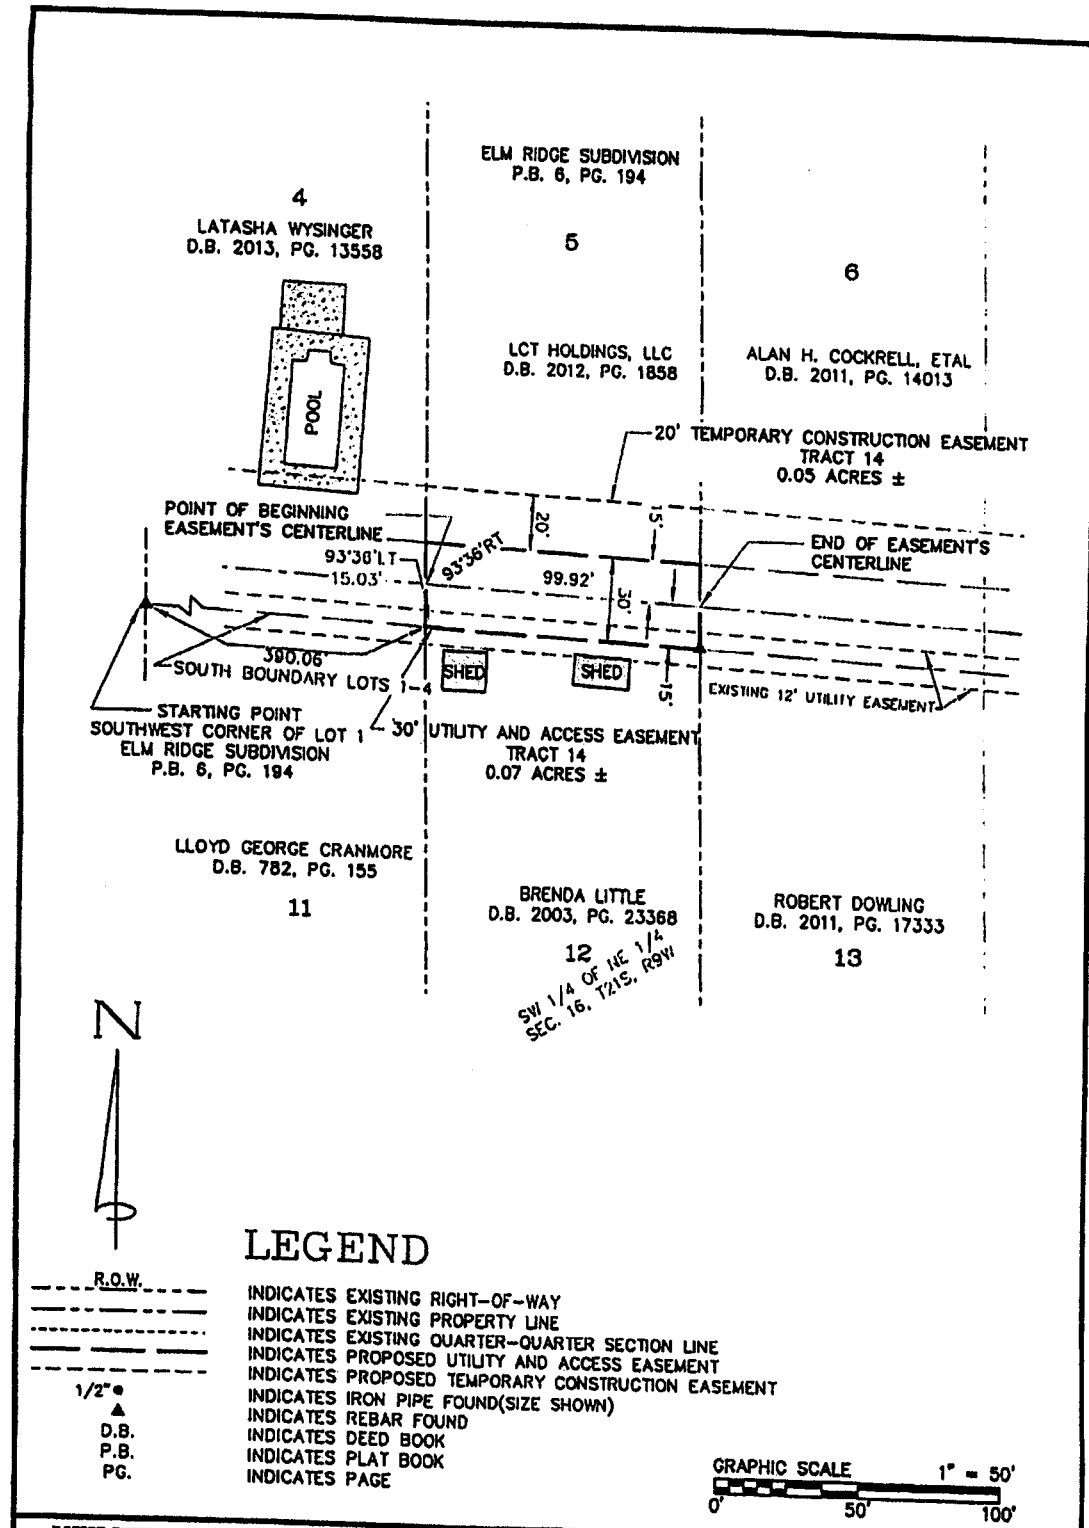 ELM RIDGE SUBDIVISION
P.B. 6, PG. 194
4
LATASHA WYSINGER
D.B. 2013, PG. 13558
5
6
LCT HOLDINGS, LLC
D.B. 2012, PG. 1858
ALAN H. COCKRELL, ETAL
D.B. 2011, PG. 14013
POOL
20' TEMPORARY CONSTRUCTION EASEMENT
TRACT 14
0.05 ACRES ±
POINT OF BEGINNING
EASEMENT'S CENTERLINE
20'
15'
END OF EASEMENT'S
CENTERLINE
93°36'LT
93°36'RT
15.03'
99.92'
30'
390.06'
SOUTH BOUNDARY LOTS 1-4
SHED
SHED
15'
EXISTING 12' UTILITY EASEMENT
STARTING POINT
SOUTHWEST CORNER OF LOT 1
ELM RIDGE SUBDIVISION
P.B. 6, PG. 194
30' UTILITY AND ACCESS EASEMENT
TRACT 14
0.07 ACRES ±
LLOYD GEORGE CRANMORE
D.B. 782, PG. 155
11
BRENDA LITTLE
D.B. 2003, PG. 23368
12
ROBERT DOWLING
D.B. 2011, PG. 17333
13
SW 1/4 OF NE 1/4
SEC. 16, T21S, R9W
N
LEGEND
R.O.W.
INDICATES EXISTING RIGHT-OF-WAY
INDICATES EXISTING PROPERTY LINE
INDICATES EXISTING QUARTER-QUARTER SECTION LINE
INDICATES PROPOSED UTILITY AND ACCESS EASEMENT
INDICATES PROPOSED TEMPORARY CONSTRUCTION EASEMENT
1/2" INDICATES IRON PIPE FOUND(SIZE SHOWN)
INDICATES REBAR FOUND
D.B. INDICATES DEED BOOK
P.B. INDICATES PLAT BOOK
PG. INDICATES PAGE
GRAPHIC SCALE 1" = 50'
0' 50' 100'